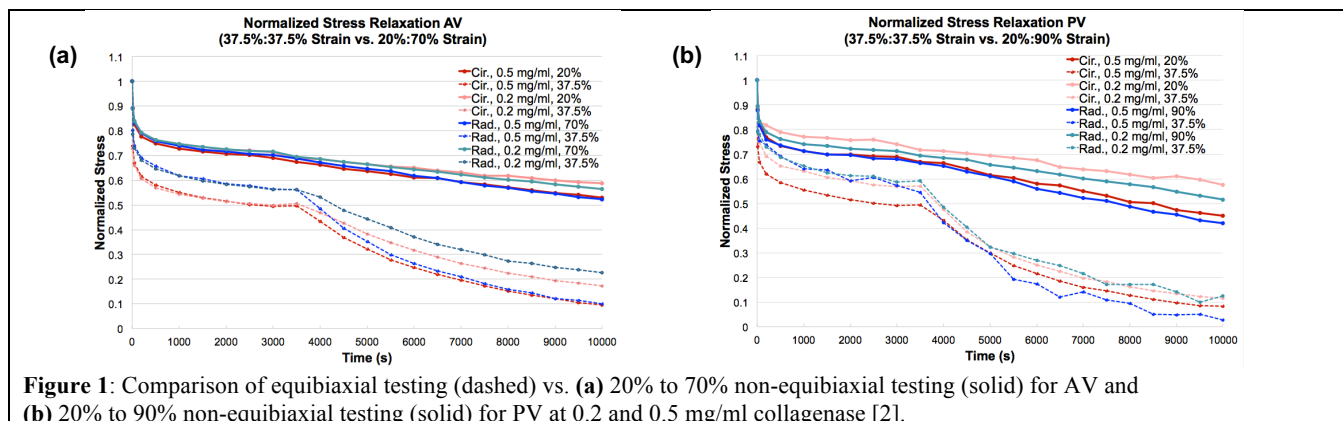 Normalized Stress Relaxation AV
(37.5%:37.5% Strain vs. 20%:70% Strain)
(a)
Normalized Stress
1.1
1
0.9
0.8
0.7
0.6
0.5
0.4
0.3
0.2
0.1
0
0 1000 2000 3000 4000 5000 6000 7000 8000 9000 10000
Time (s)
Cir., 0.5 mg/ml, 20%
Cir., 0.5 mg/ml, 37.5%
Cir., 0.2 mg/ml 20%
Cir., 0.2 mg/ml, 37.5%
Rad., 0.5 mg/ml 70%
Rad., 0.5 mg/ml, 37.5%
Rad., 0.2 mg/ml, 70%
Rad., 0.2 mg/ml, 37.5%
Normalized Stress Relaxation PV
(37.5%:37.5% Strain vs. 20%:90% Strain)
(b)
Normalized Stress
1.1
1
0.9
0.8
0.7
0.6
0.5
0.4
0.3
0.2
0.1
0
0 1000 2000 3000 4000 5000 6000 7000 8000 9000 10000
Time (s)
Cir., 0.5 mg/ml, 20%
Cir., 0.5 mg/ml, 37.5%
Cir., 0.2 mg/ml 20%
Cir., 0.2 mg/ml, 37.5%
Rad., 0.5 mg/ml 90%
Rad., 0.5 mg/ml, 37.5%
Rad., 0.2 mg/ml, 90%
Rad., 0.2 mg/ml, 37.5%
Figure 1: Comparison of equibiaxial testing (dashed) vs. (a) 20% to 70% non-equibiaxial testing (solid) for AV and
(b) 20% to 90% non-equibiaxial testing (solid) for PV at 0.2 and 0.5 mg/ml collagenase [2].